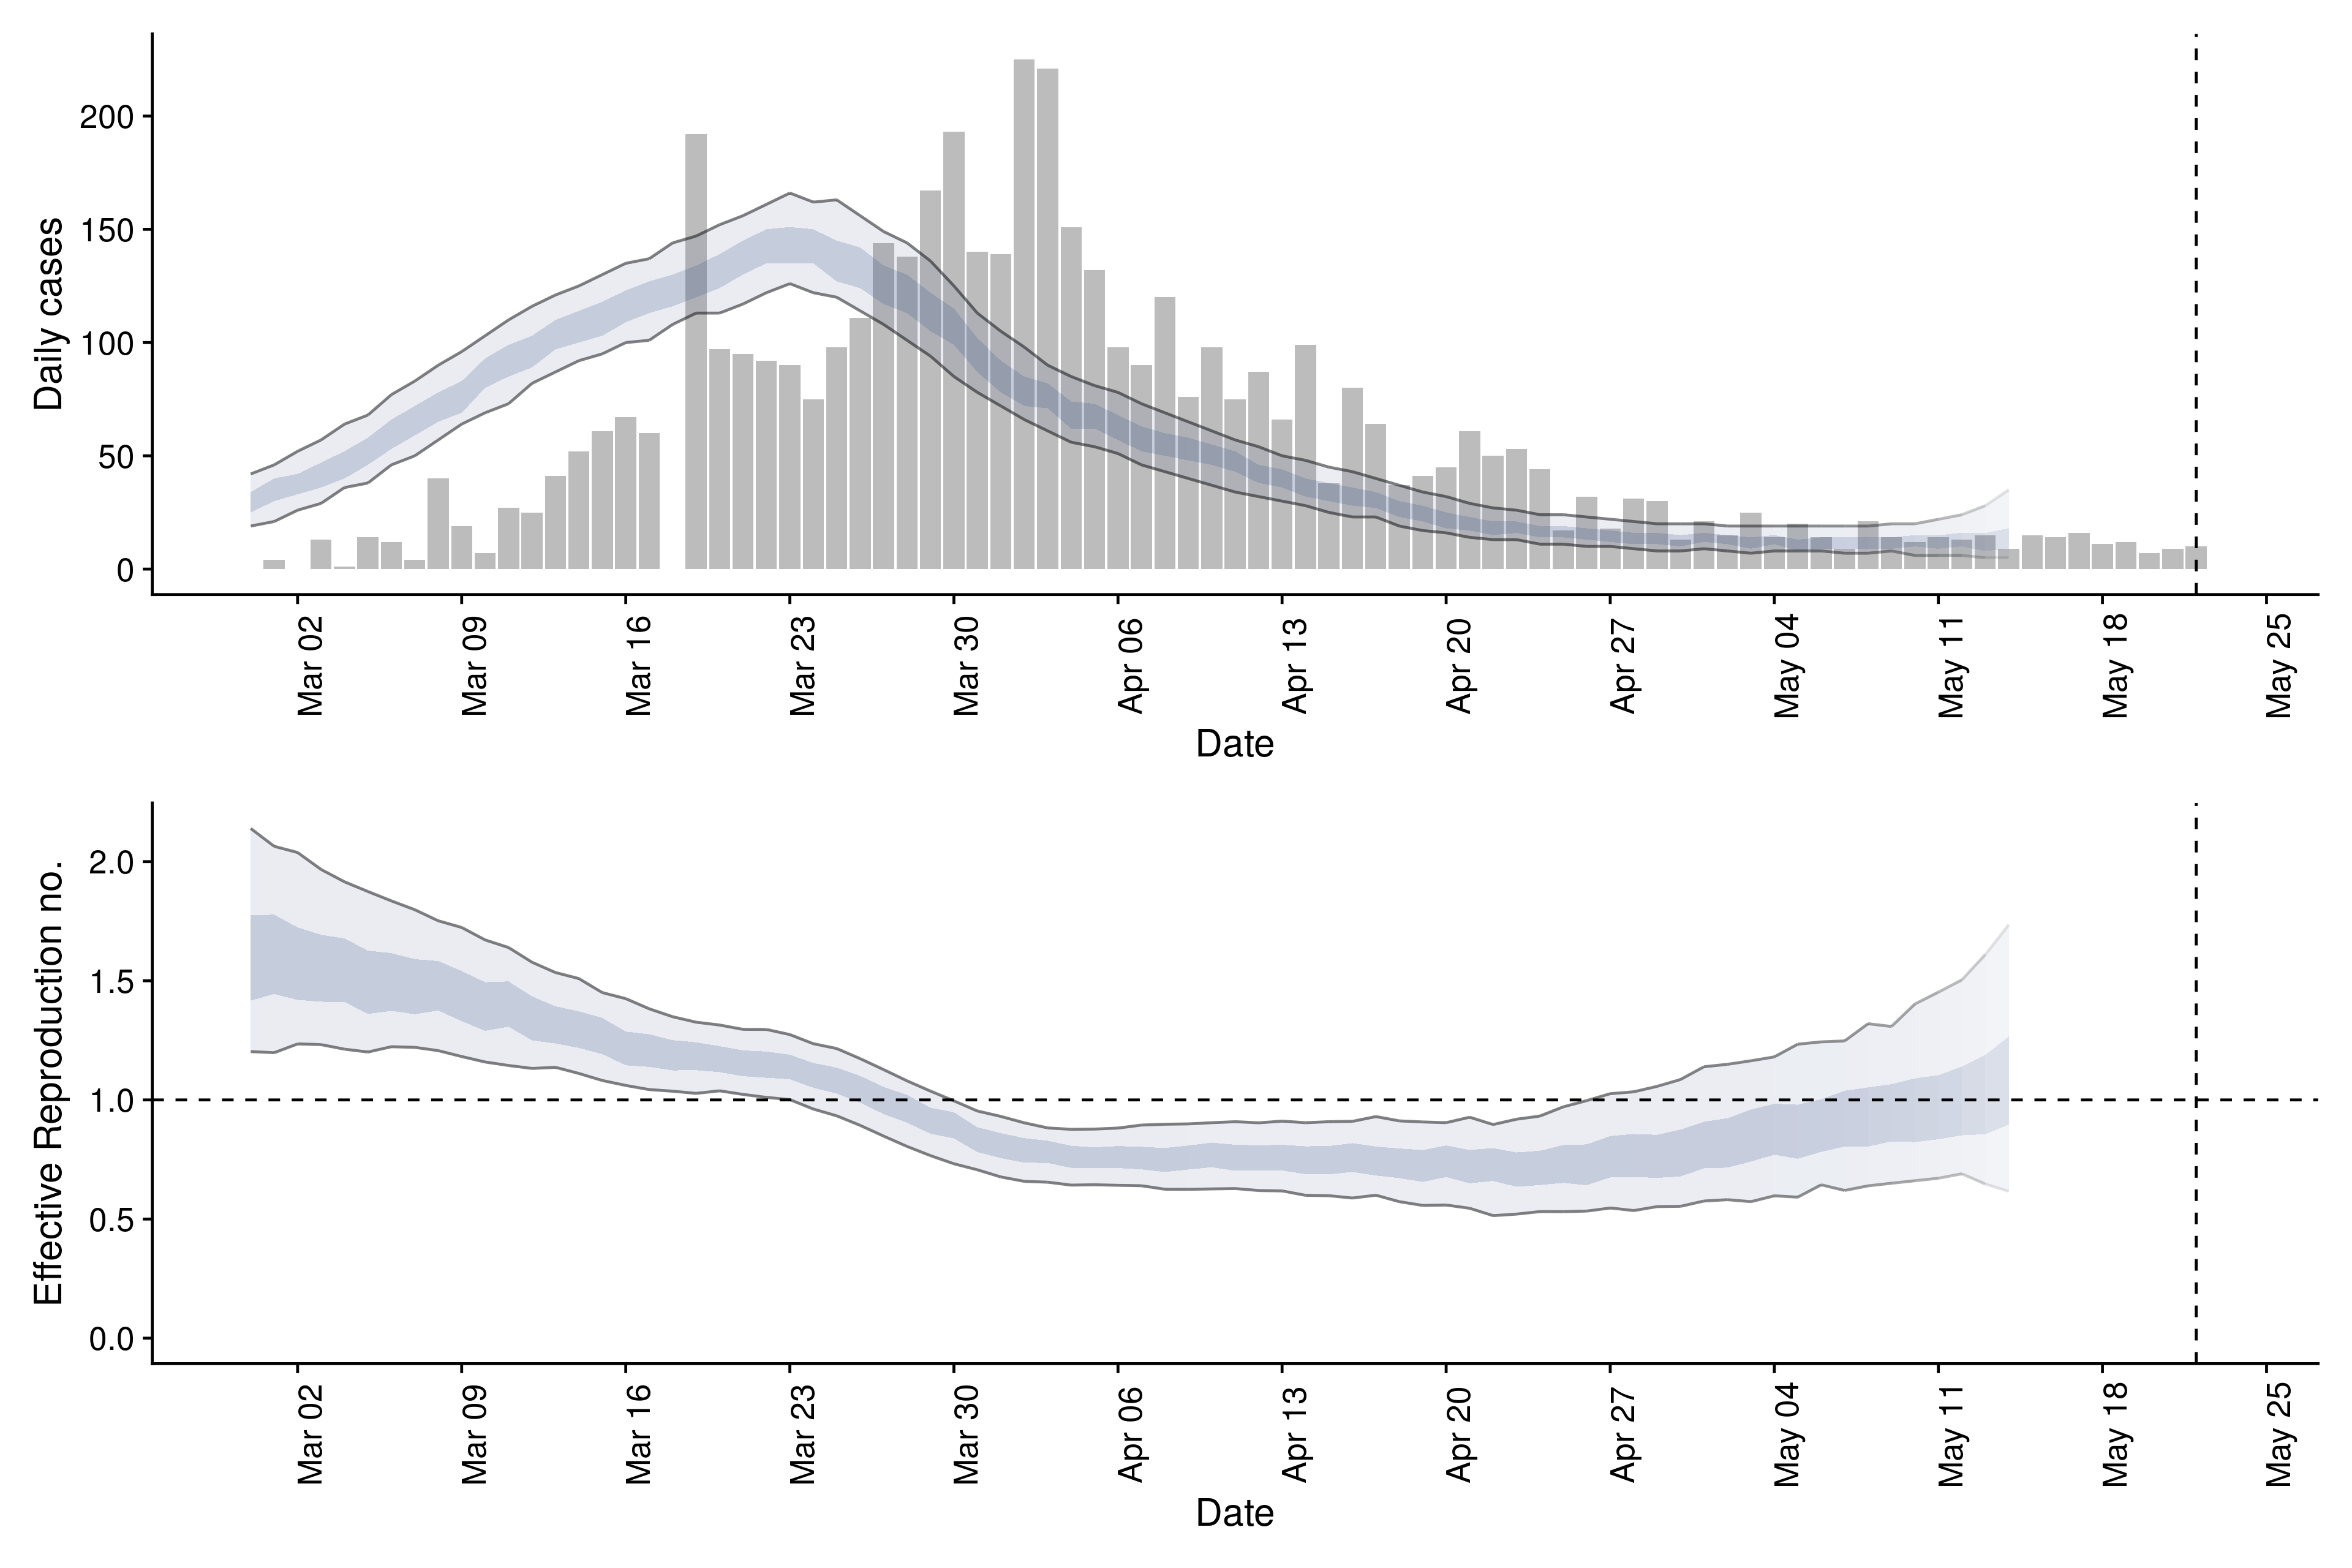 Daily cases
200
150
100
50
0
Mar 02
Mar 09
Mar 16
Mar 23
Mar 30
Apr 06
Apr 13
Apr 20
Apr 27
May 04
May 11
May 18
May 25
Date
Effective Reproduction no.
2.0
1.5
1.0
0.5
0.0
Mar 02
Mar 09
Mar 16
Mar 23
Mar 30
Apr 06
Apr 13
Apr 20
Apr 27
May 04
May 11
May 18
May 25
Date